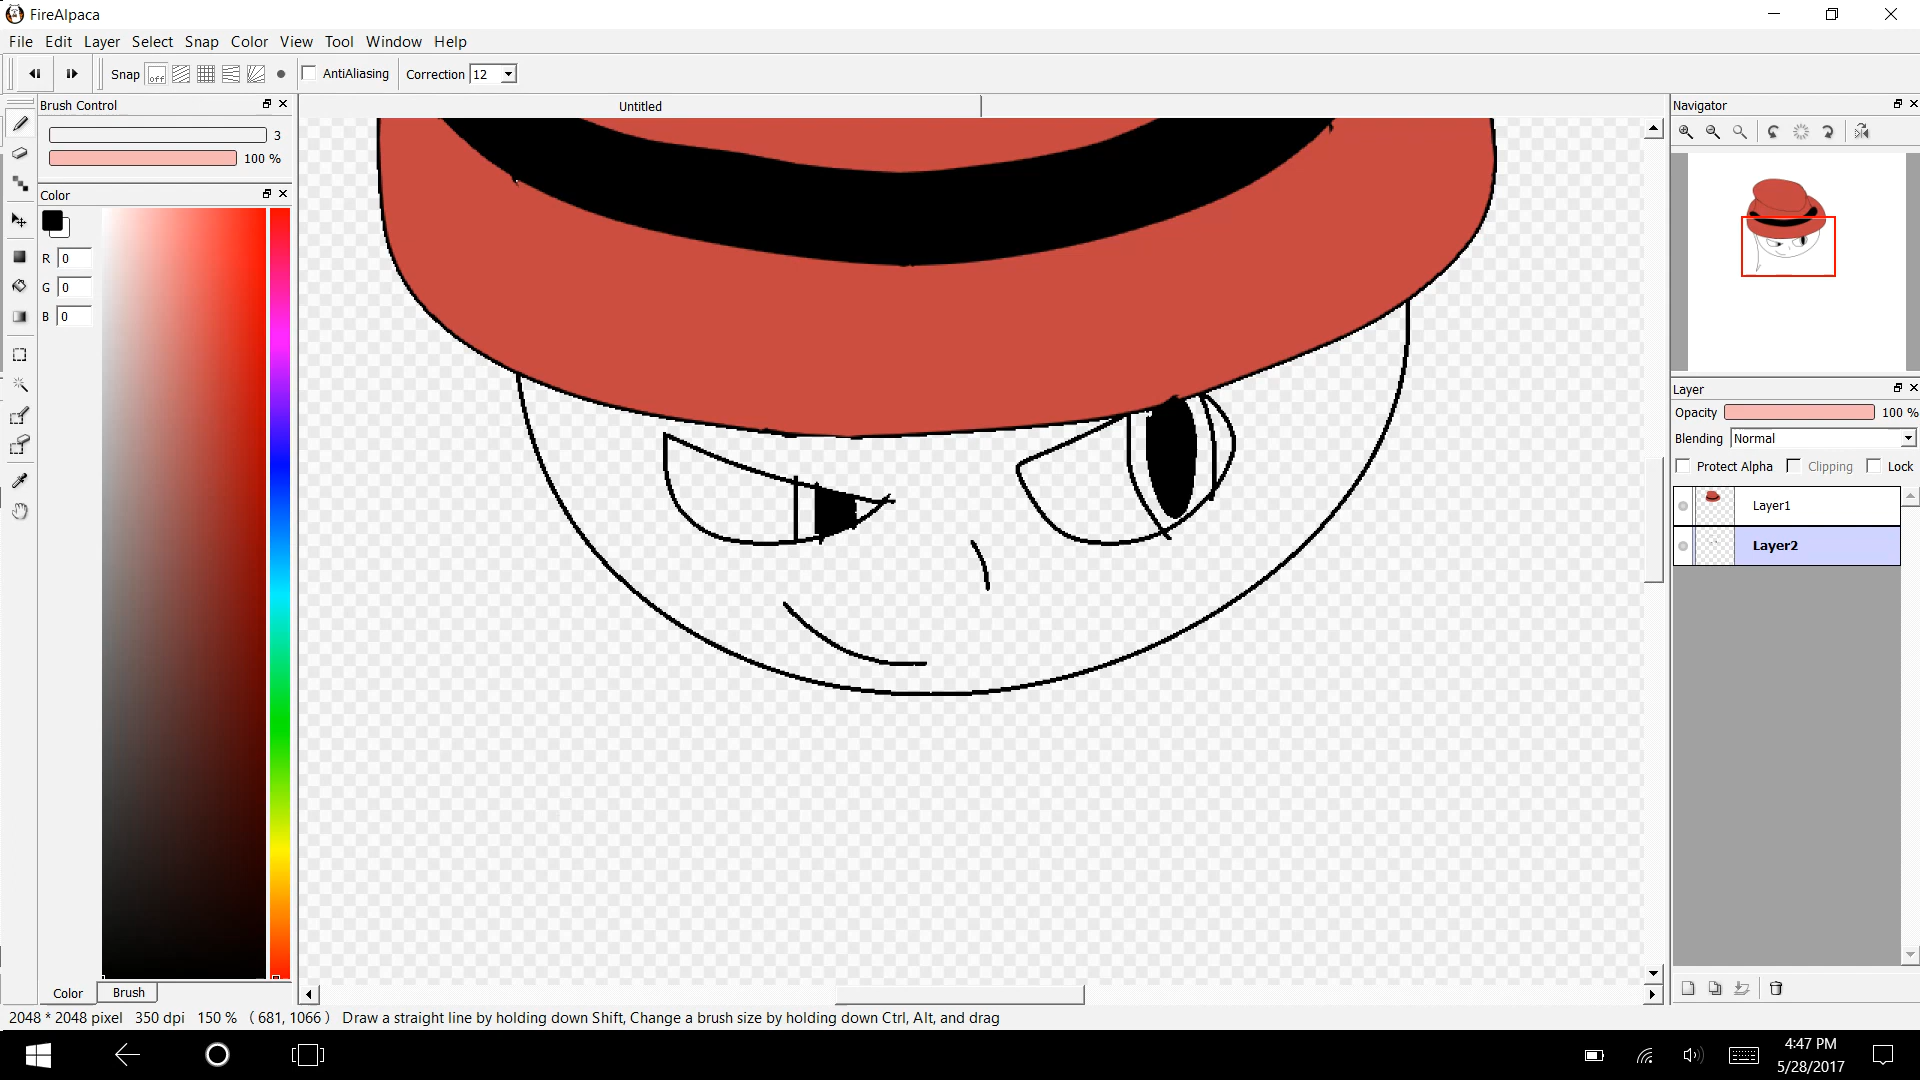 FireAlpaca
File Edit Layer Select Snap Color View Tool Window Help
Snap off AntiAliasing Correction 12
Brush Control
3
100 %
Color
R 0
G 0
B 0
Color Brush
Untitled
Navigator
Layer
Opacity 100 %
Blending Normal
Protect Alpha Clipping Lock
Layer1
Layer2
2048 * 2048 pixel 350 dpi 150 % ( 681, 1066 ) Draw a straight line by holding down Shift, Change a brush size by holding down Ctrl, Alt, and drag
4:47 PM
5/28/2017